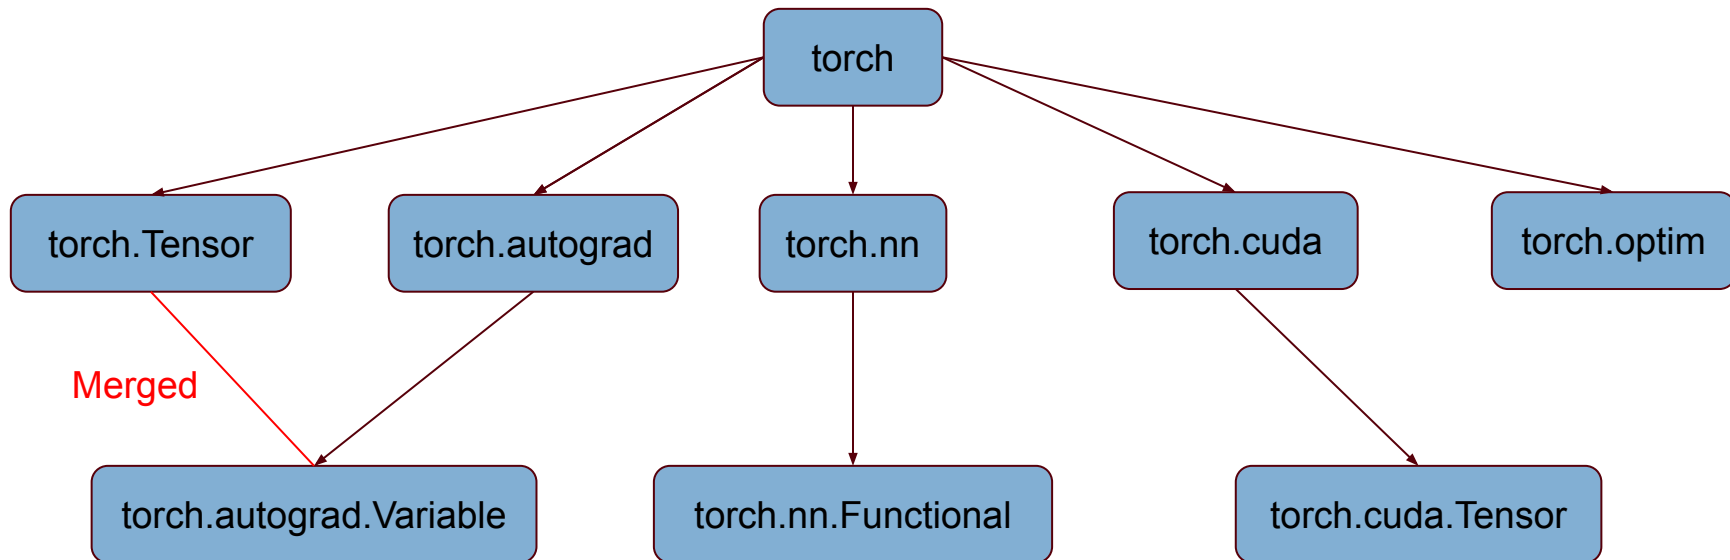 torch
torch.Tensor
torch.autograd
torch.nn
torch.cuda
torch.optim
Merged
torch.autograd.Variable
torch.nn.Functional
torch.cuda.Tensor